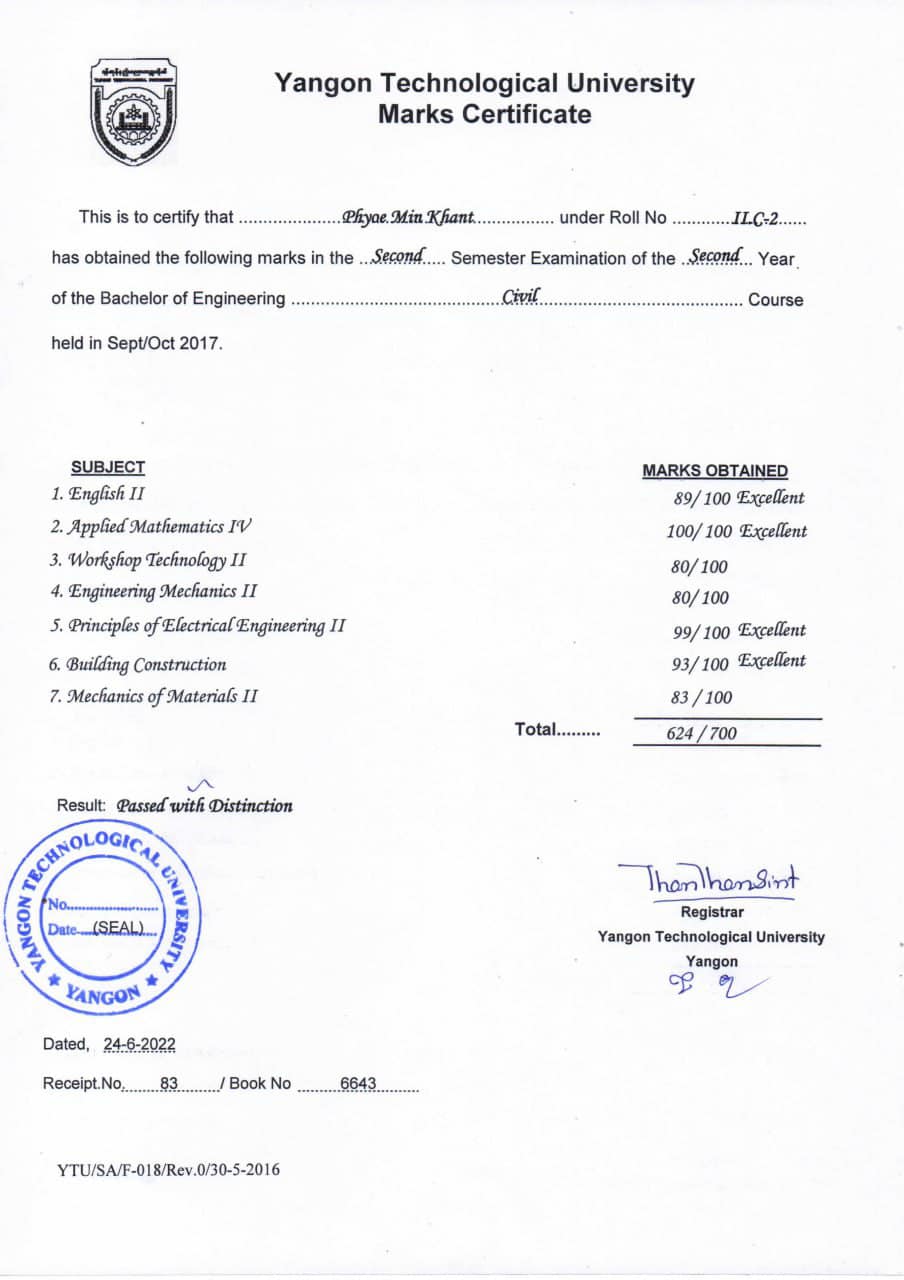 Yangon Technological University
Marks Certificate
This is to certify that .....................Phyoe Min Khant................. under Roll No ............II.C-2......
has obtained the following marks in the ...Second..... Semester Examination of the ..Second... Year
of the Bachelor of Engineering .......................................Civil......................................... Course
held in Sept/Oct 2017.
SUBJECT MARKS OBTAINED
1. English II 89/100 Excellent
2. Applied Mathematics IV 100/100 Excellent
3. Workshop Technology II 80/100
4. Engineering Mechanics II 80/100
5. Principles of Electrical Engineering II 99/100 Excellent
6. Building Construction 93/100 Excellent
7. Mechanics of Materials II 83/100
Total......... 624/700
Result: Passed with Distinction
YANGON TECHNOLOGICAL UNIVERSITY
No........................
Date....(SEAL)...
★ YANGON ★
ThanThanSint
Registrar
Yangon Technological University
Yangon
Dated, 24-6-2022
Receipt.No.........83........../ Book No .........6643..........
YTU/SA/F-018/Rev.0/30-5-2016